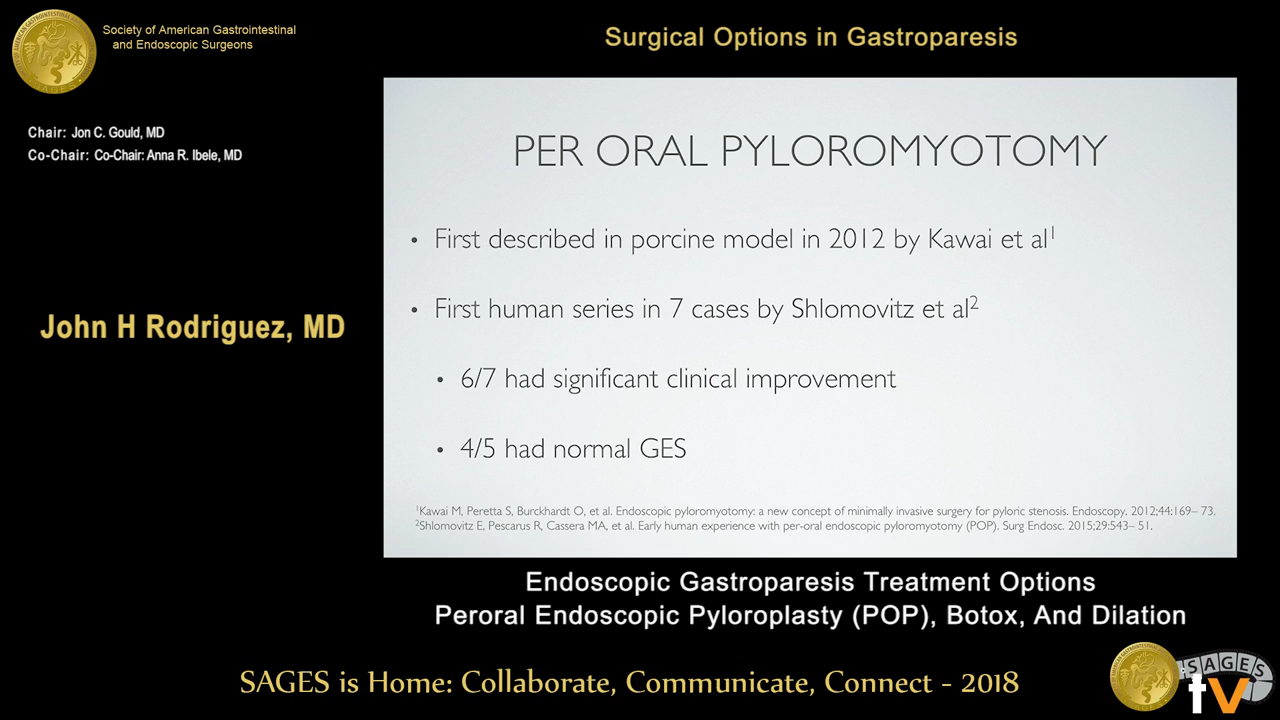 Society of American Gastrointestinal
and Endoscopic Surgeons
Surgical Options in Gastroparesis
Chair: Jon C. Gould, MD
Co-Chair: Co-Chair: Anna R. Ibele, MD
John H Rodriguez, MD
PER ORAL PYLOROMYOTOMY
• First described in porcine model in 2012 by Kawai et al1
• First human series in 7 cases by Shlomovitz et al2
• 6/7 had significant clinical improvement
• 4/5 had normal GES
1Kawai M, Peretta S, Burckhardt O, et al. Endoscopic pyloromyotomy: a new concept of minimally invasive surgery for pyloric stenosis. Endoscopy. 2012;44:169– 73.
2Shlomovitz E, Pescarus R, Cassera MA, et al. Early human experience with per-oral endoscopic pyloromyotomy (POP). Surg Endosc. 2015;29:543– 51.
Endoscopic Gastroparesis Treatment Options
Peroral Endoscopic Pyloroplasty (POP), Botox, And Dilation
SAGES is Home: Collaborate, Communicate, Connect - 2018
SAGES
tv